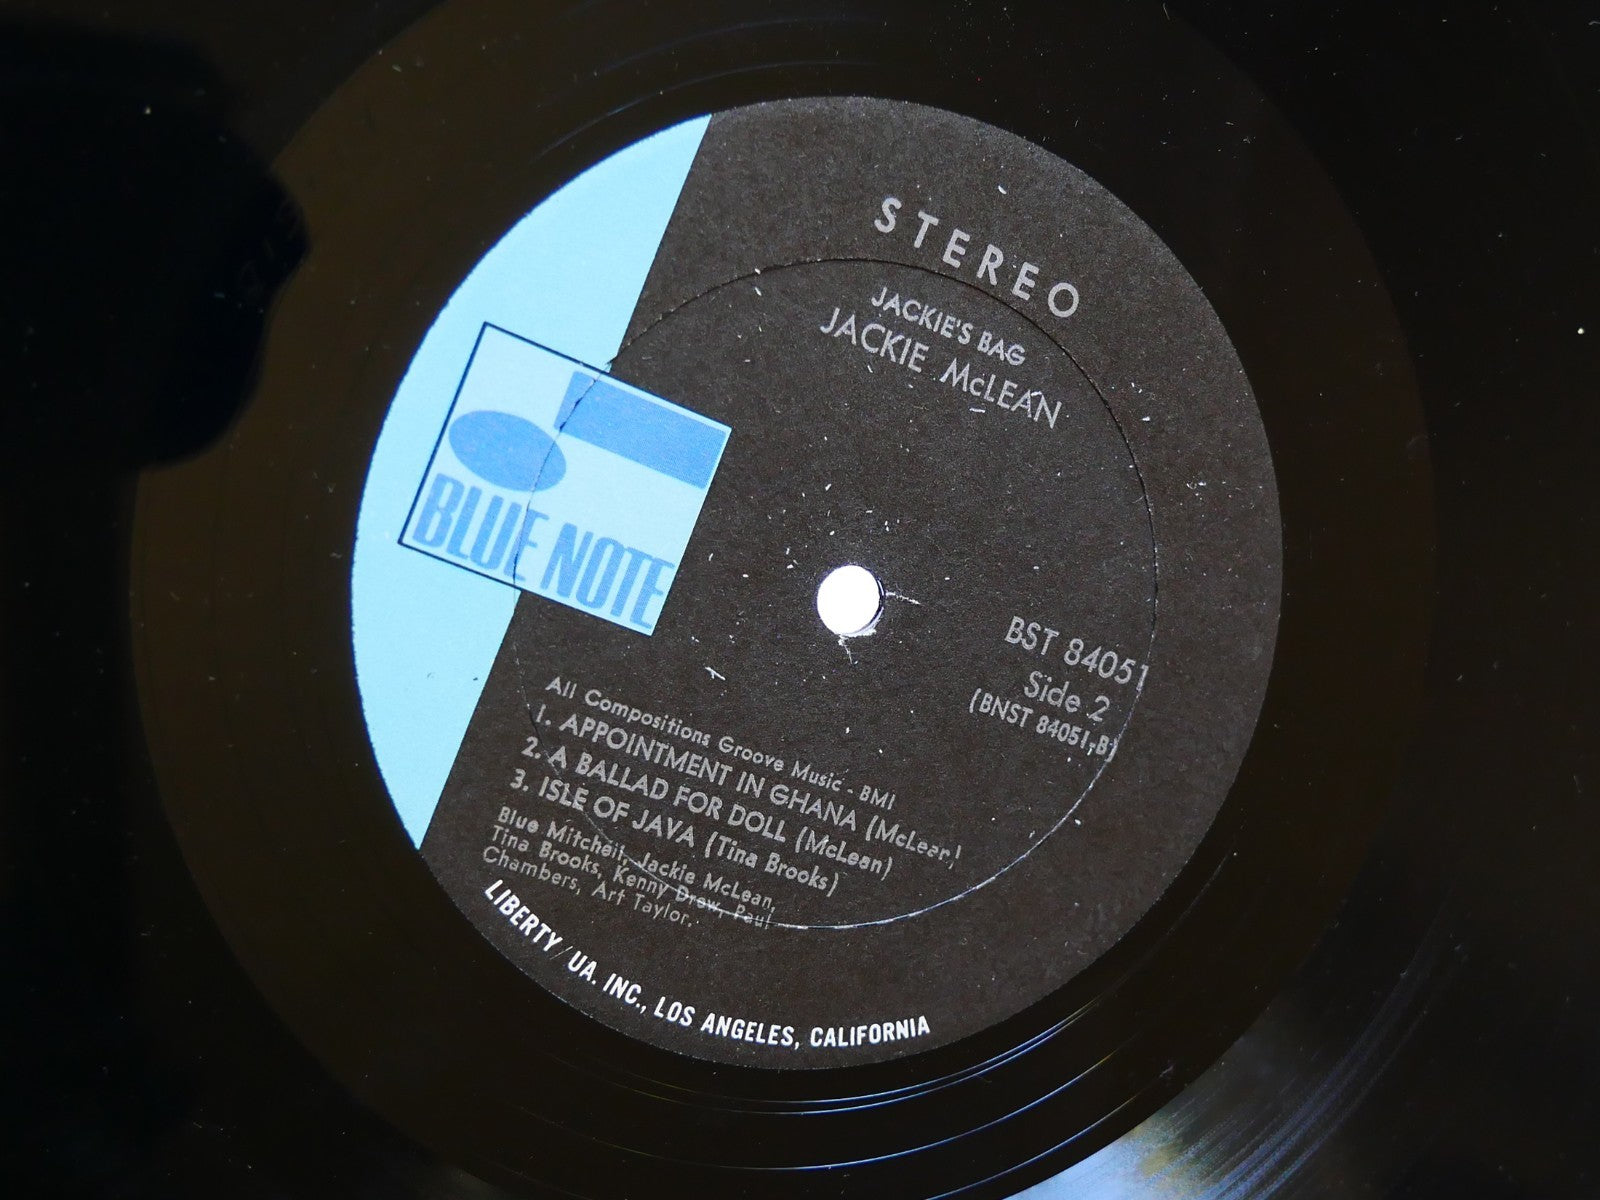 STEREO
JACKIE'S BAG
JACKIE McLEAN
BLUE NOTE
BST 84051
Side 2
(BNST 84051,B)
All Compositions Groove Music - BMI
1. APPOINTMENT IN GHANA (McLean)
2. A BALLAD FOR DOLL (McLean)
3. ISLE OF JAVA (Tina Brooks)
Blue Mitchell, Jackie McLean,
Tina Brooks, Kenny Drew, Paul
Chambers, Art Taylor.
LIBERTY/UA. INC., LOS ANGELES, CALIFORNIA